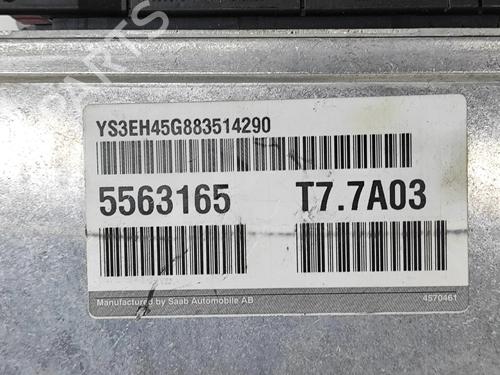 YS3EH45G883514290
5563165 T7.7A03
Manufactured by Saab Automobile AB 4570461